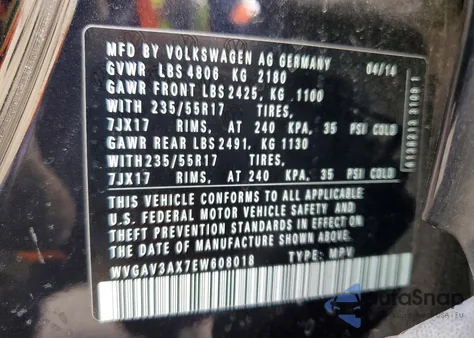 MFD BY VOLKSWAGEN AG GERMANY 04/14
GVWR LBS 4806 KG 2180
GAWR FRONT LBS 2425, KG 1100
WITH 235/55R17 TIRES,
7JX17 RIMS, AT 240 KPA, 35 PSI COLD
GAWR REAR LBS 2491, KG 1130
WITH 235/55R17 TIRES,
7JX17 RIMS, AT 240 KPA, 35 PSI COLD
THIS VEHICLE CONFORMS TO ALL APPLICABLE
U.S. FEDERAL MOTOR VEHICLE SAFETY AND
THEFT PREVENTION STANDARDS IN EFFECT ON
THE DATE OF MANUFACTURE SHOWN ABOVE
WVGAV3AX7EW608018 TYPE: MPV